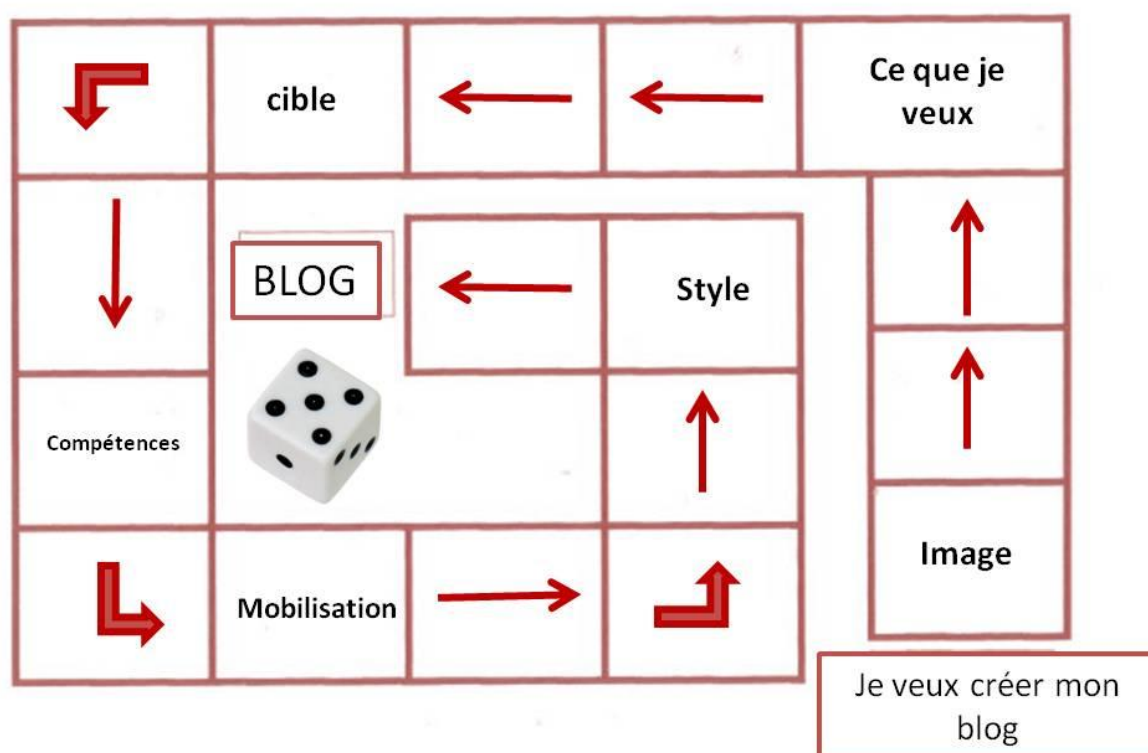 cible
Ce que je
veux
BLOG
Style
Compétences
Image
Mobilisation
Je veux créer mon
blog